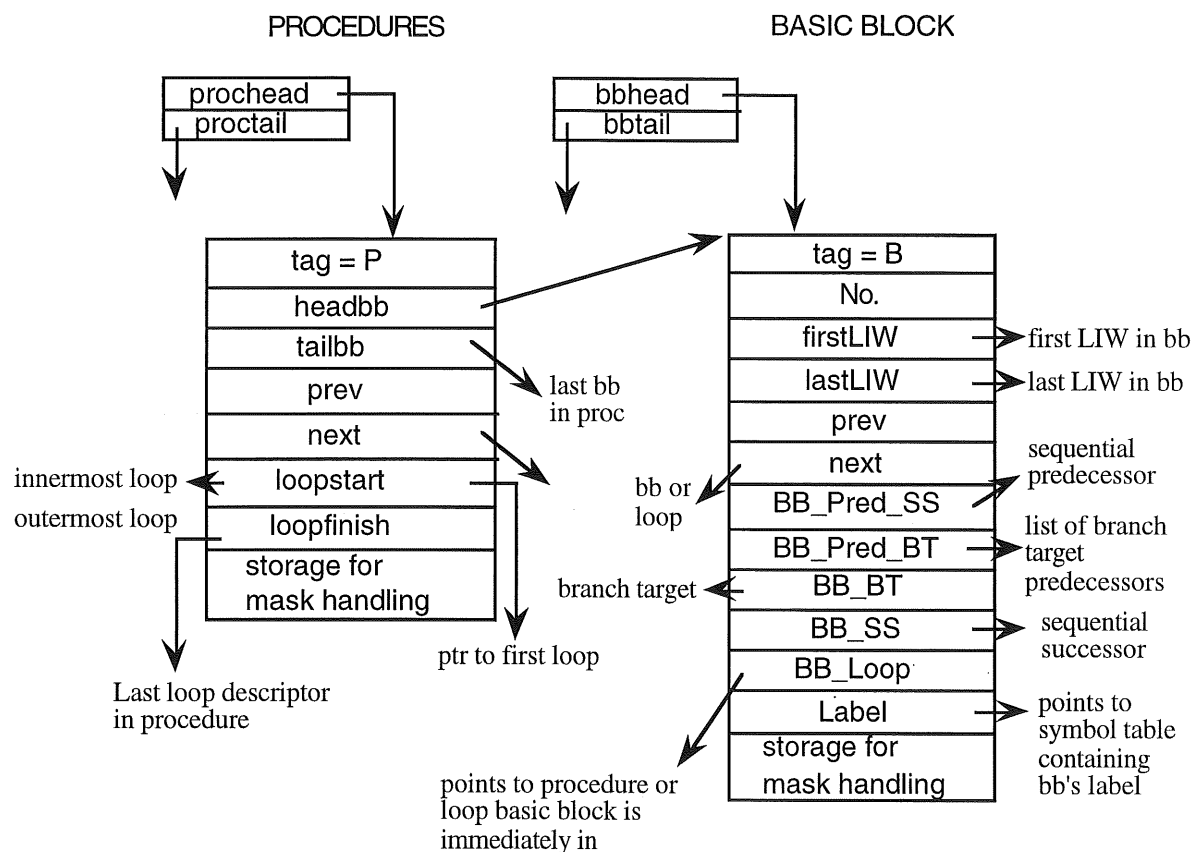 PROCEDURES
BASIC BLOCK
prochead
proctail
bbhead
bbtail
tag = P
headbb
tailbb
prev
next
loopstart
loopfinish
storage for
mask handling
last bb
in proc
innermost loop
outermost loop
ptr to first loop
Last loop descriptor
in procedure
tag = B
No.
firstLIW
lastLIW
prev
next
BB_Pred_SS
BB_Pred_BT
BB_BT
BB_SS
BB_Loop
Label
storage for
mask handling
first LIW in bb
last LIW in bb
sequential
predecessor
bb or
loop
list of branch
target
predecessors
branch target
sequential
successor
points to
symbol table
containing
bb's label
points to procedure or
loop basic block is
immediately in